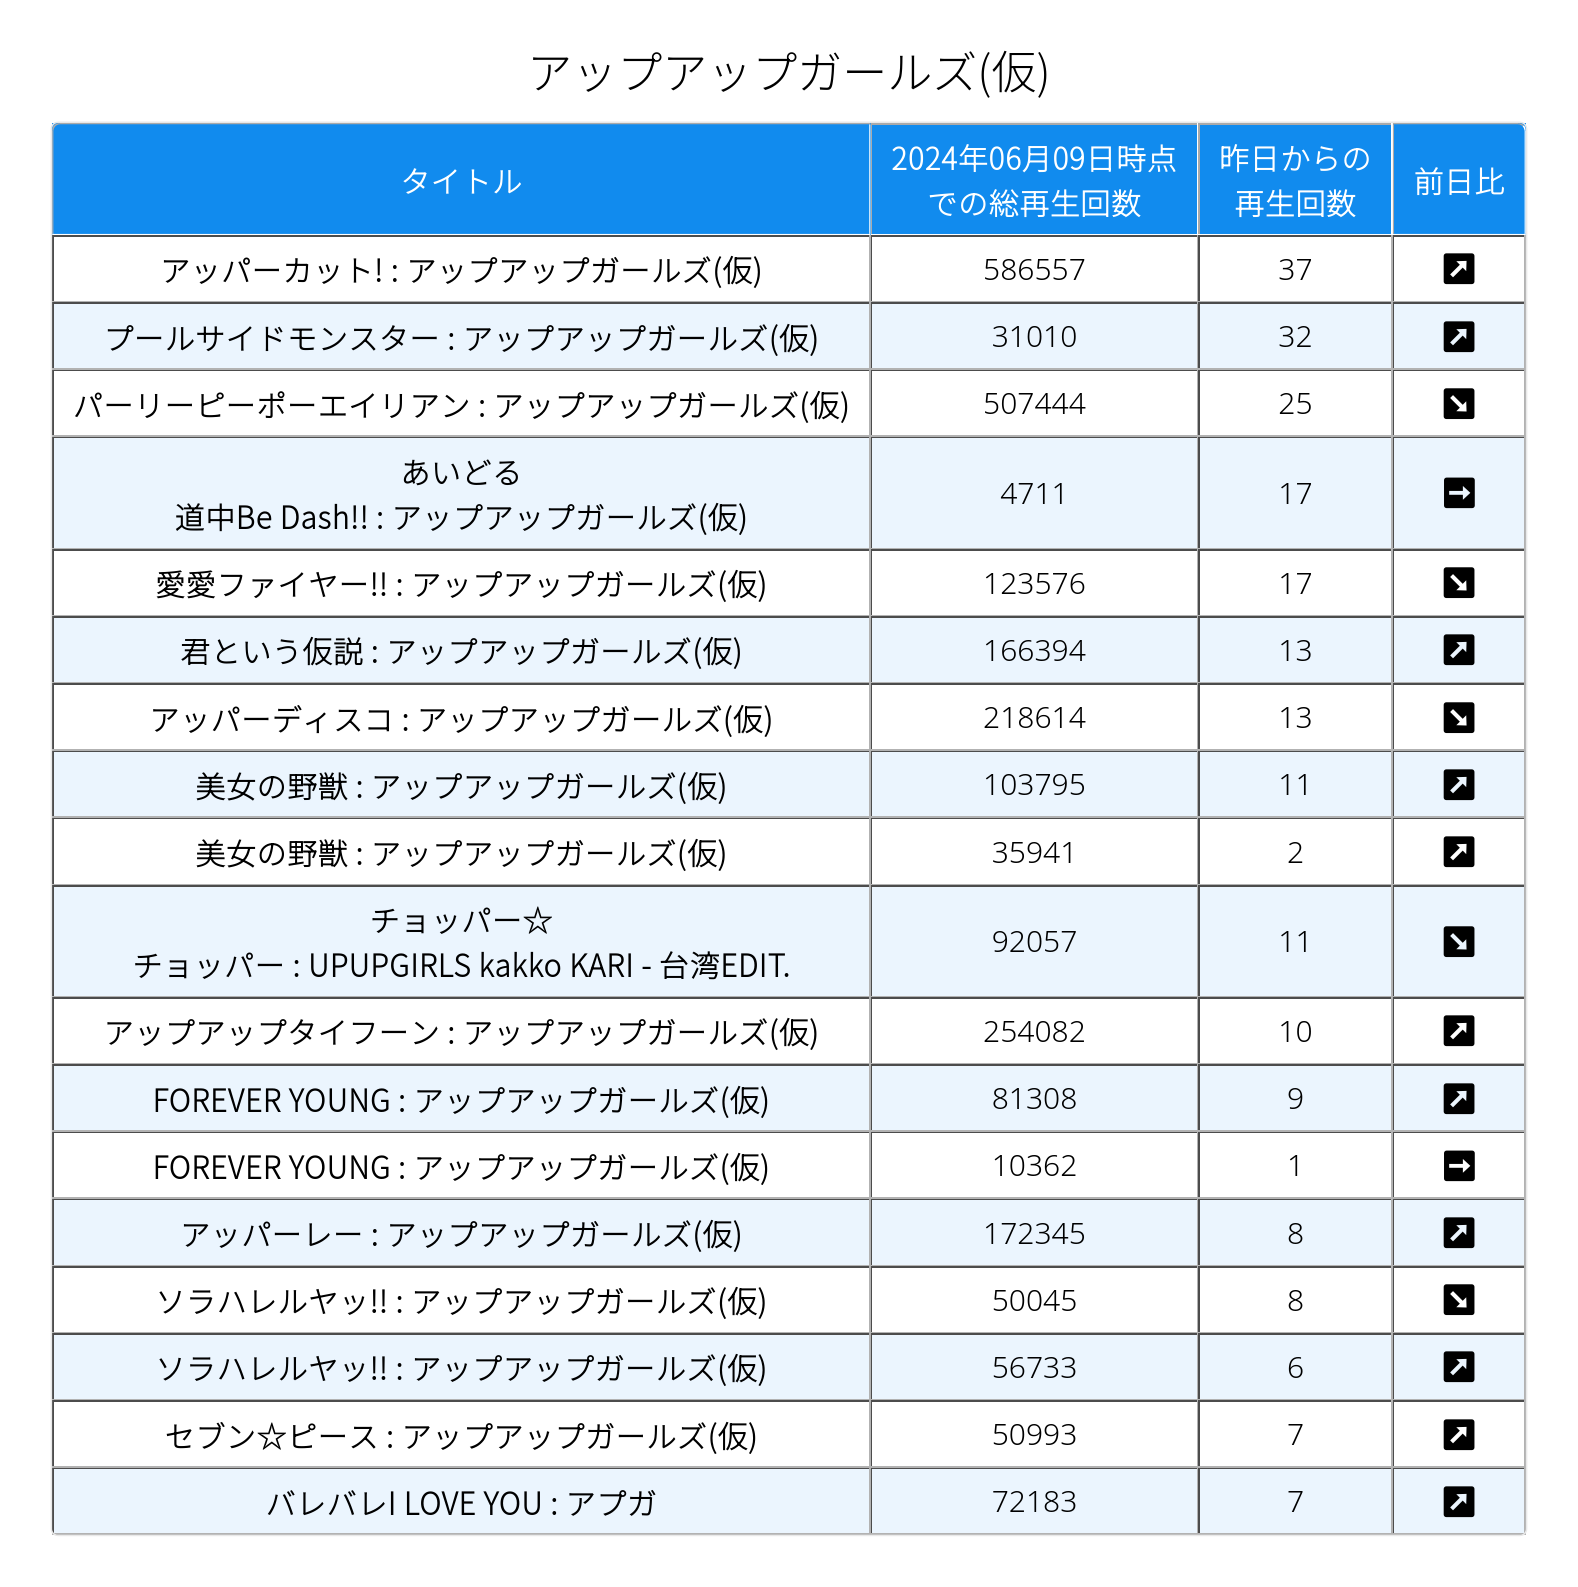 アップアップガールズ(仮)
タイトル
2024年06月09日時点
での総再生回数
昨日からの
再生回数
前日比
アッパーカット! : アップアップガールズ(仮) 586557 37 ↗
プールサイドモンスター : アップアップガールズ(仮) 31010 32 ↗
パーリーピーポーエイリアン : アップアップガールズ(仮) 507444 25 ↘
あいどる
道中Be Dash!! : アップアップガールズ(仮) 4711 17 →
愛愛ファイヤー!! : アップアップガールズ(仮) 123576 17 ↘
君という仮説 : アップアップガールズ(仮) 166394 13 ↗
アッパーディスコ : アップアップガールズ(仮) 218614 13 ↘
美女の野獣 : アップアップガールズ(仮) 103795 11 ↗
美女の野獣 : アップアップガールズ(仮) 35941 2 ↗
チョッパー☆
チョッパー : UPUPGIRLS kakko KARI - 台湾EDIT. 92057 11 ↘
アップアップタイフーン : アップアップガールズ(仮) 254082 10 ↗
FOREVER YOUNG : アップアップガールズ(仮) 81308 9 ↗
FOREVER YOUNG : アップアップガールズ(仮) 10362 1 →
アッパーレー : アップアップガールズ(仮) 172345 8 ↗
ソラハレルヤッ!! : アップアップガールズ(仮) 50045 8 ↘
ソラハレルヤッ!! : アップアップガールズ(仮) 56733 6 ↗
セブン☆ピース : アップアップガールズ(仮) 50993 7 ↗
バレバレI LOVE YOU : アプガ 72183 7 ↗